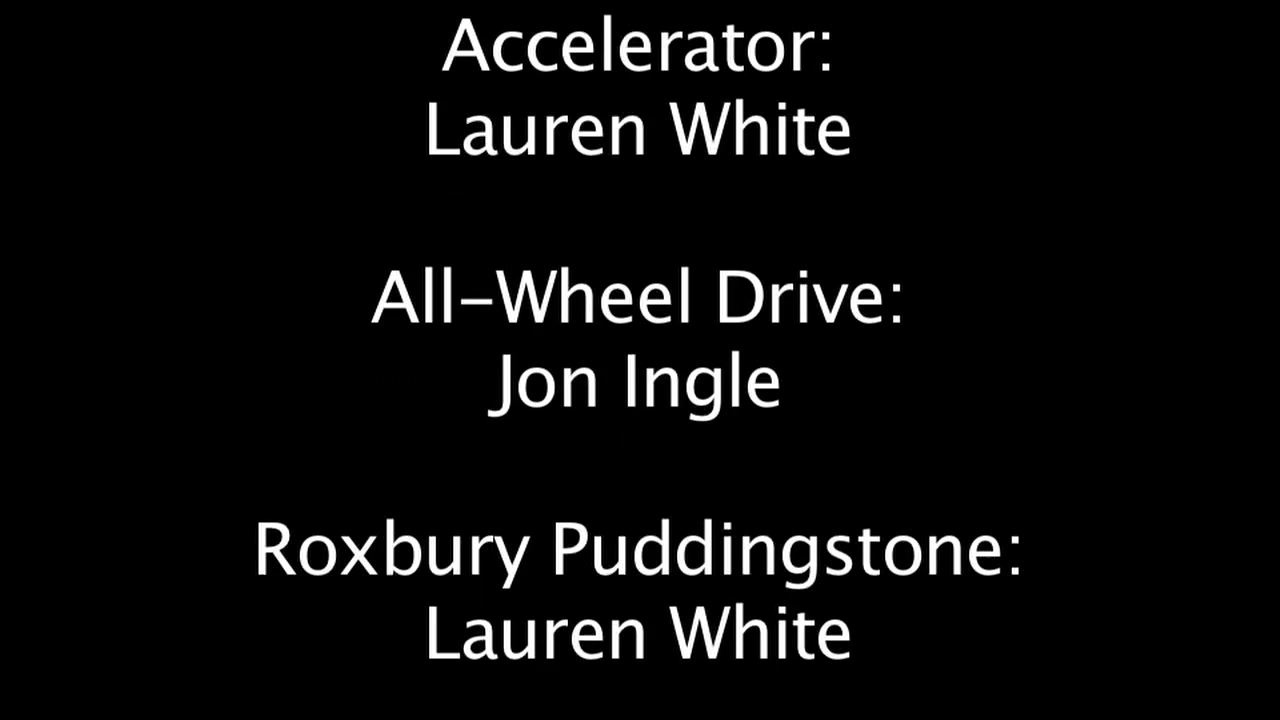 Accelerator:
Lauren White
All-Wheel Drive:
Jon Ingle
Roxbury Puddingstone:
Lauren White